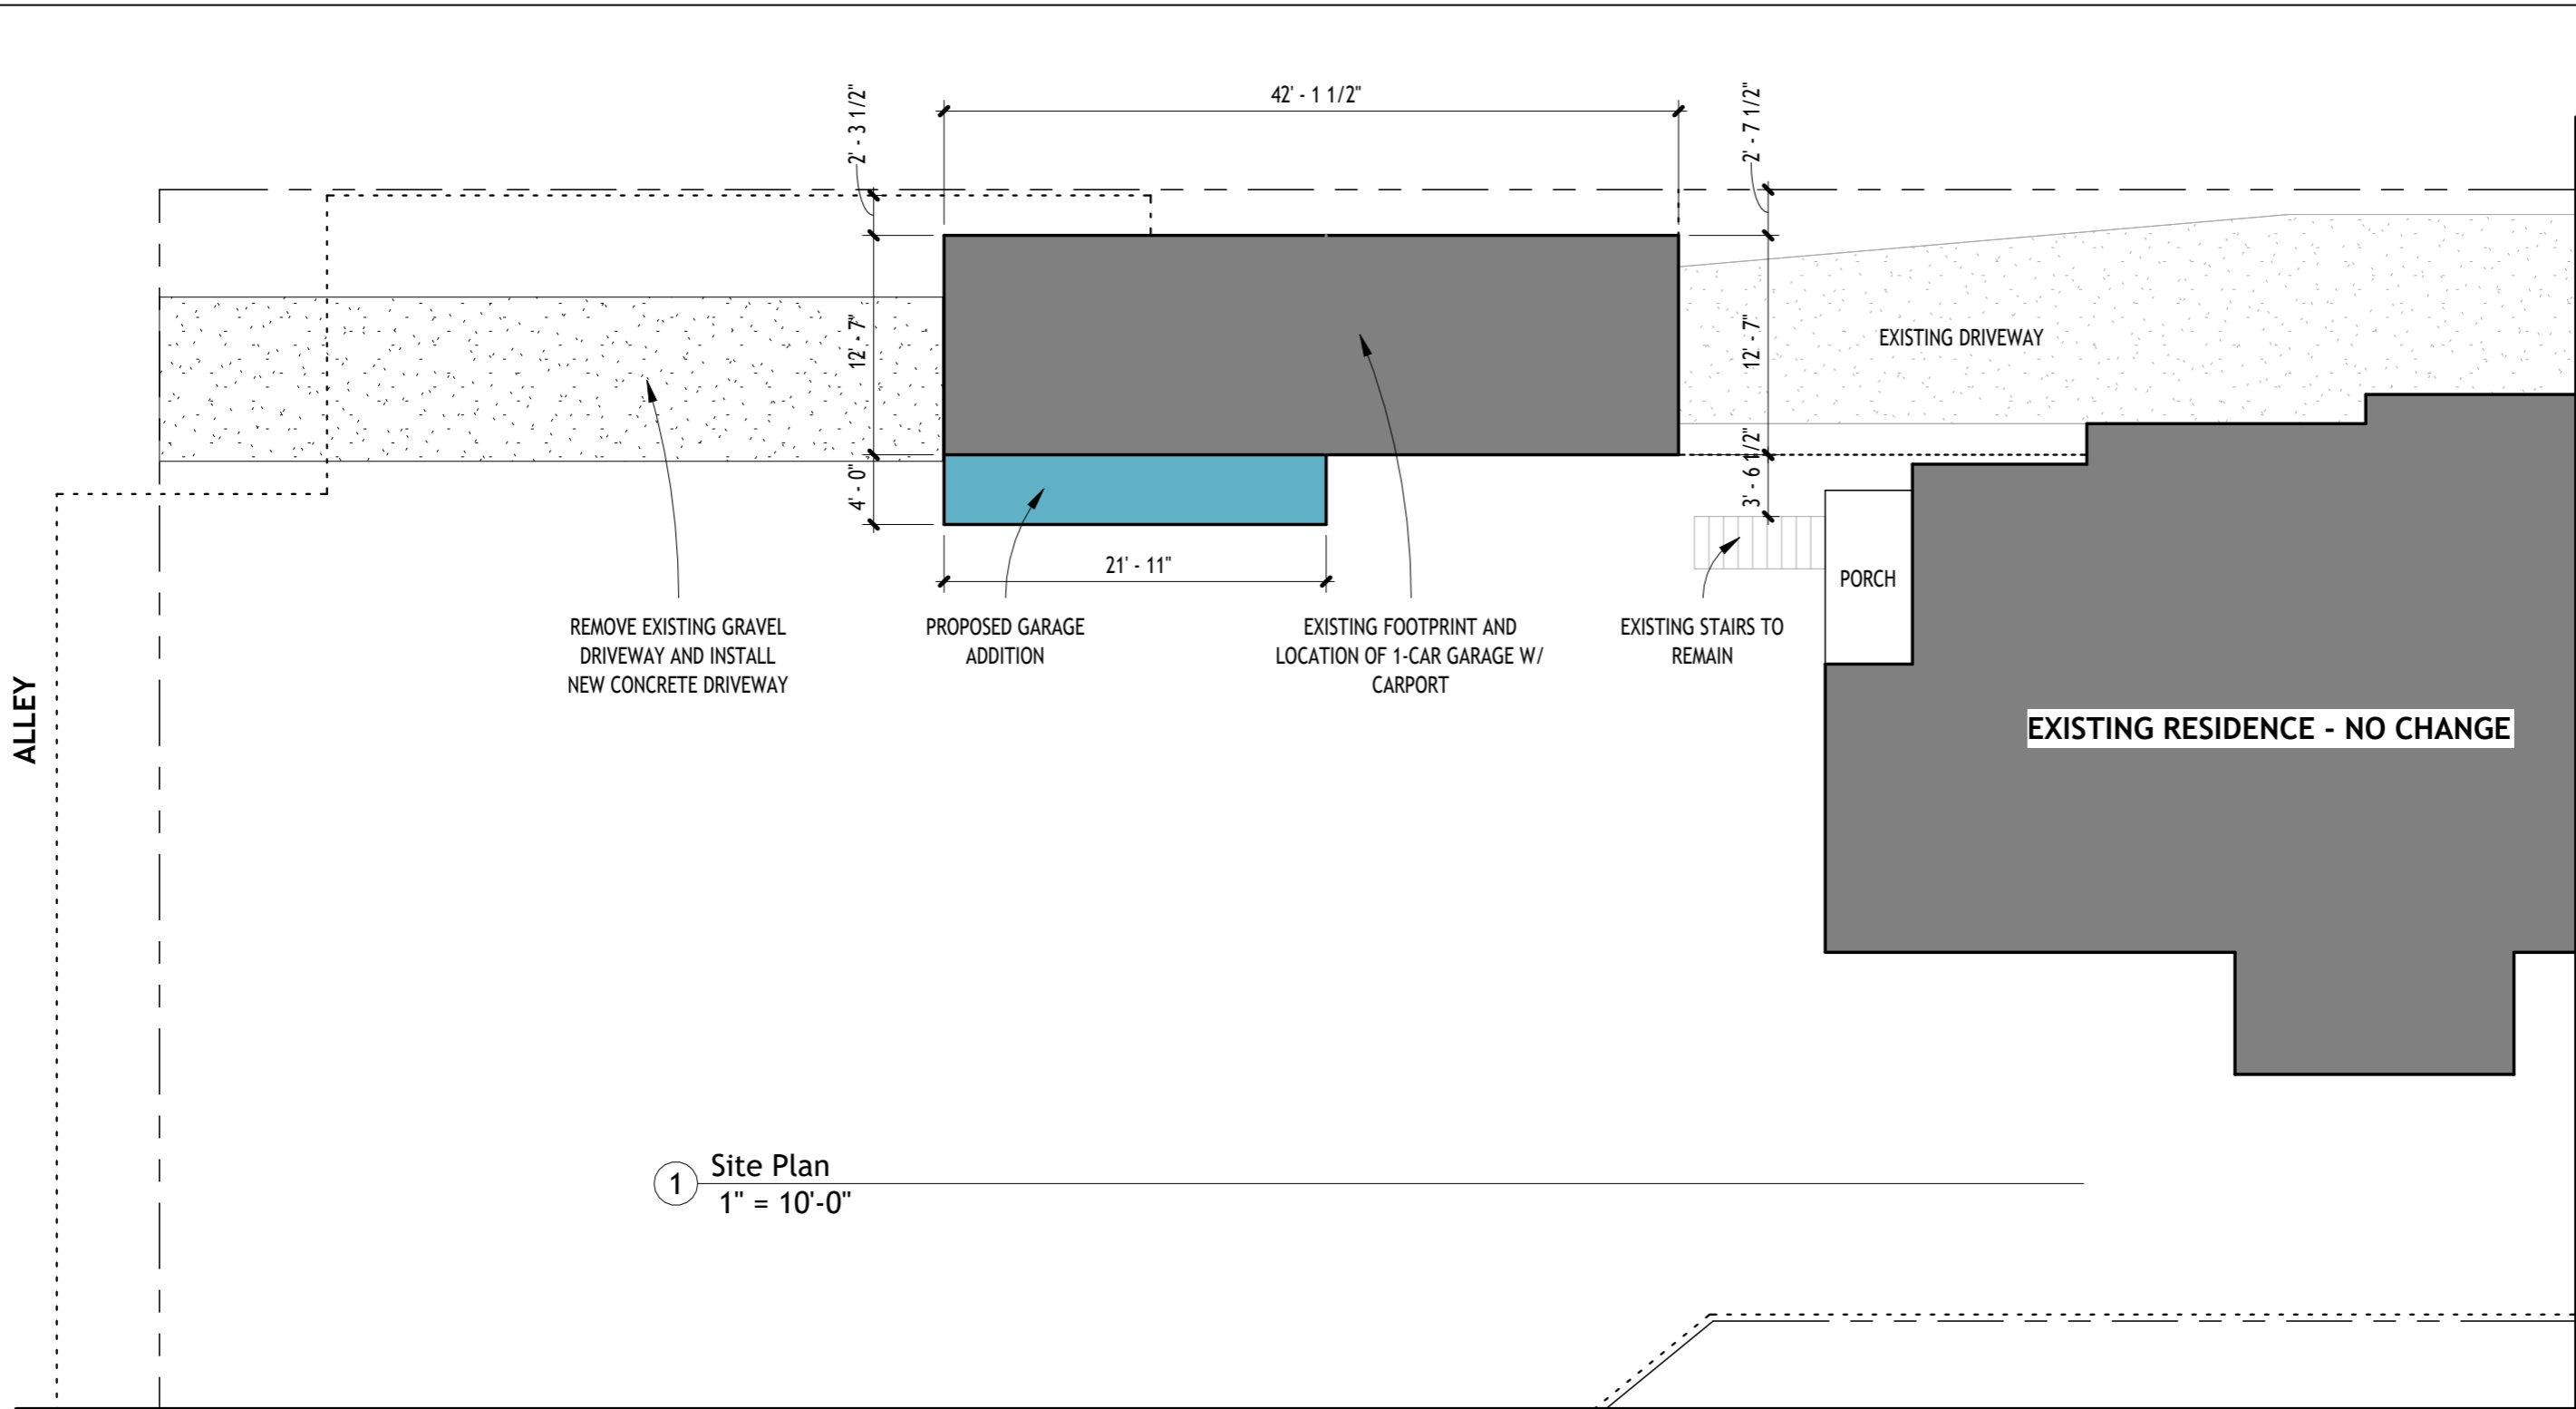 42' - 1 1/2"
2' - 3 1/2"
2' - 7 1/2"
12' - 7"
12' - 7"
EXISTING DRIVEWAY
4' - 0"
3' - 6 1/2"
21' - 11"
PORCH
REMOVE EXISTING GRAVEL
DRIVEWAY AND INSTALL
NEW CONCRETE DRIVEWAY
PROPOSED GARAGE
ADDITION
EXISTING FOOTPRINT AND
LOCATION OF 1-CAR GARAGE W/
CARPORT
EXISTING STAIRS TO
REMAIN
ALLEY
EXISTING RESIDENCE - NO CHANGE
1
Site Plan
1" = 10'-0"